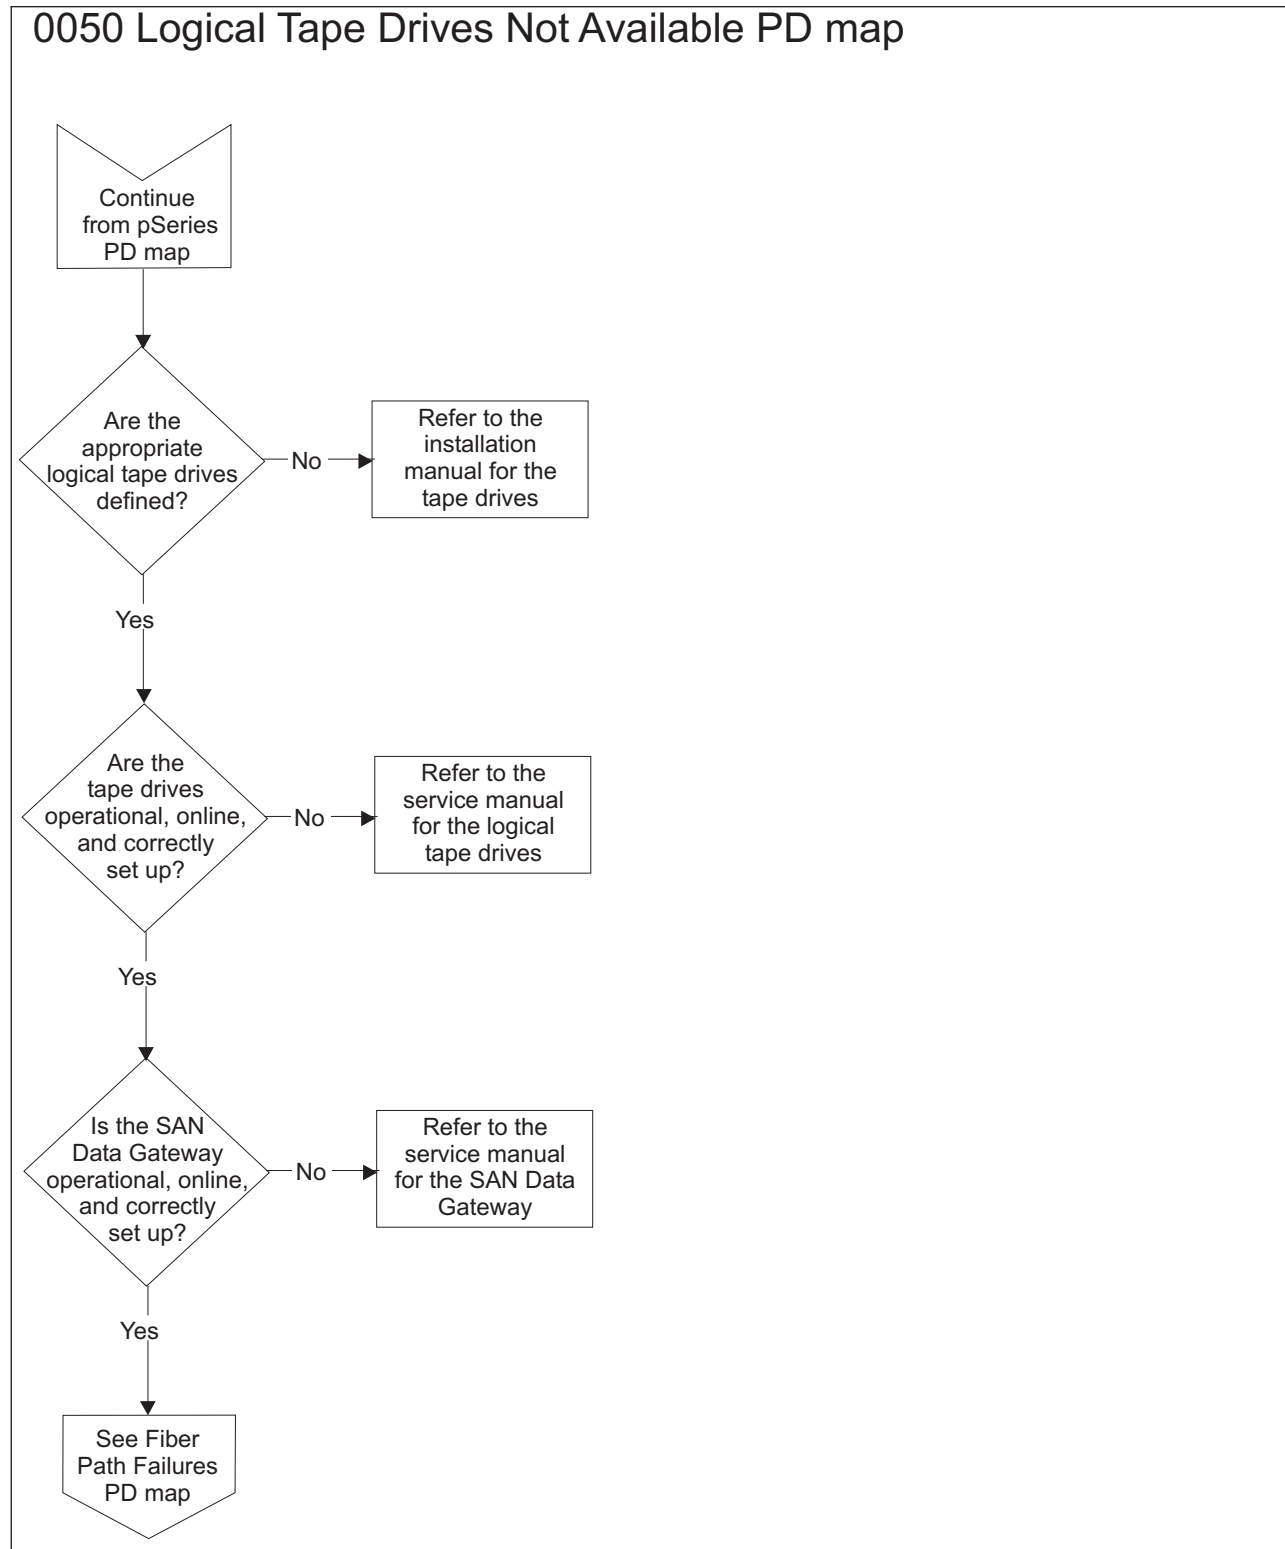 0050 Logical Tape Drives Not Available PD map
Continue
from pSeries
PD map
Are the
appropriate
logical tape drives
defined?
No
Refer to the
installation
manual for the
tape drives
Yes
Are the
tape drives
operational, online,
and correctly
set up?
No
Refer to the
service manual
for the logical
tape drives
Yes
Is the SAN
Data Gateway
operational, online,
and correctly
set up?
No
Refer to the
service manual
for the SAN Data
Gateway
Yes
See Fiber
Path Failures
PD map